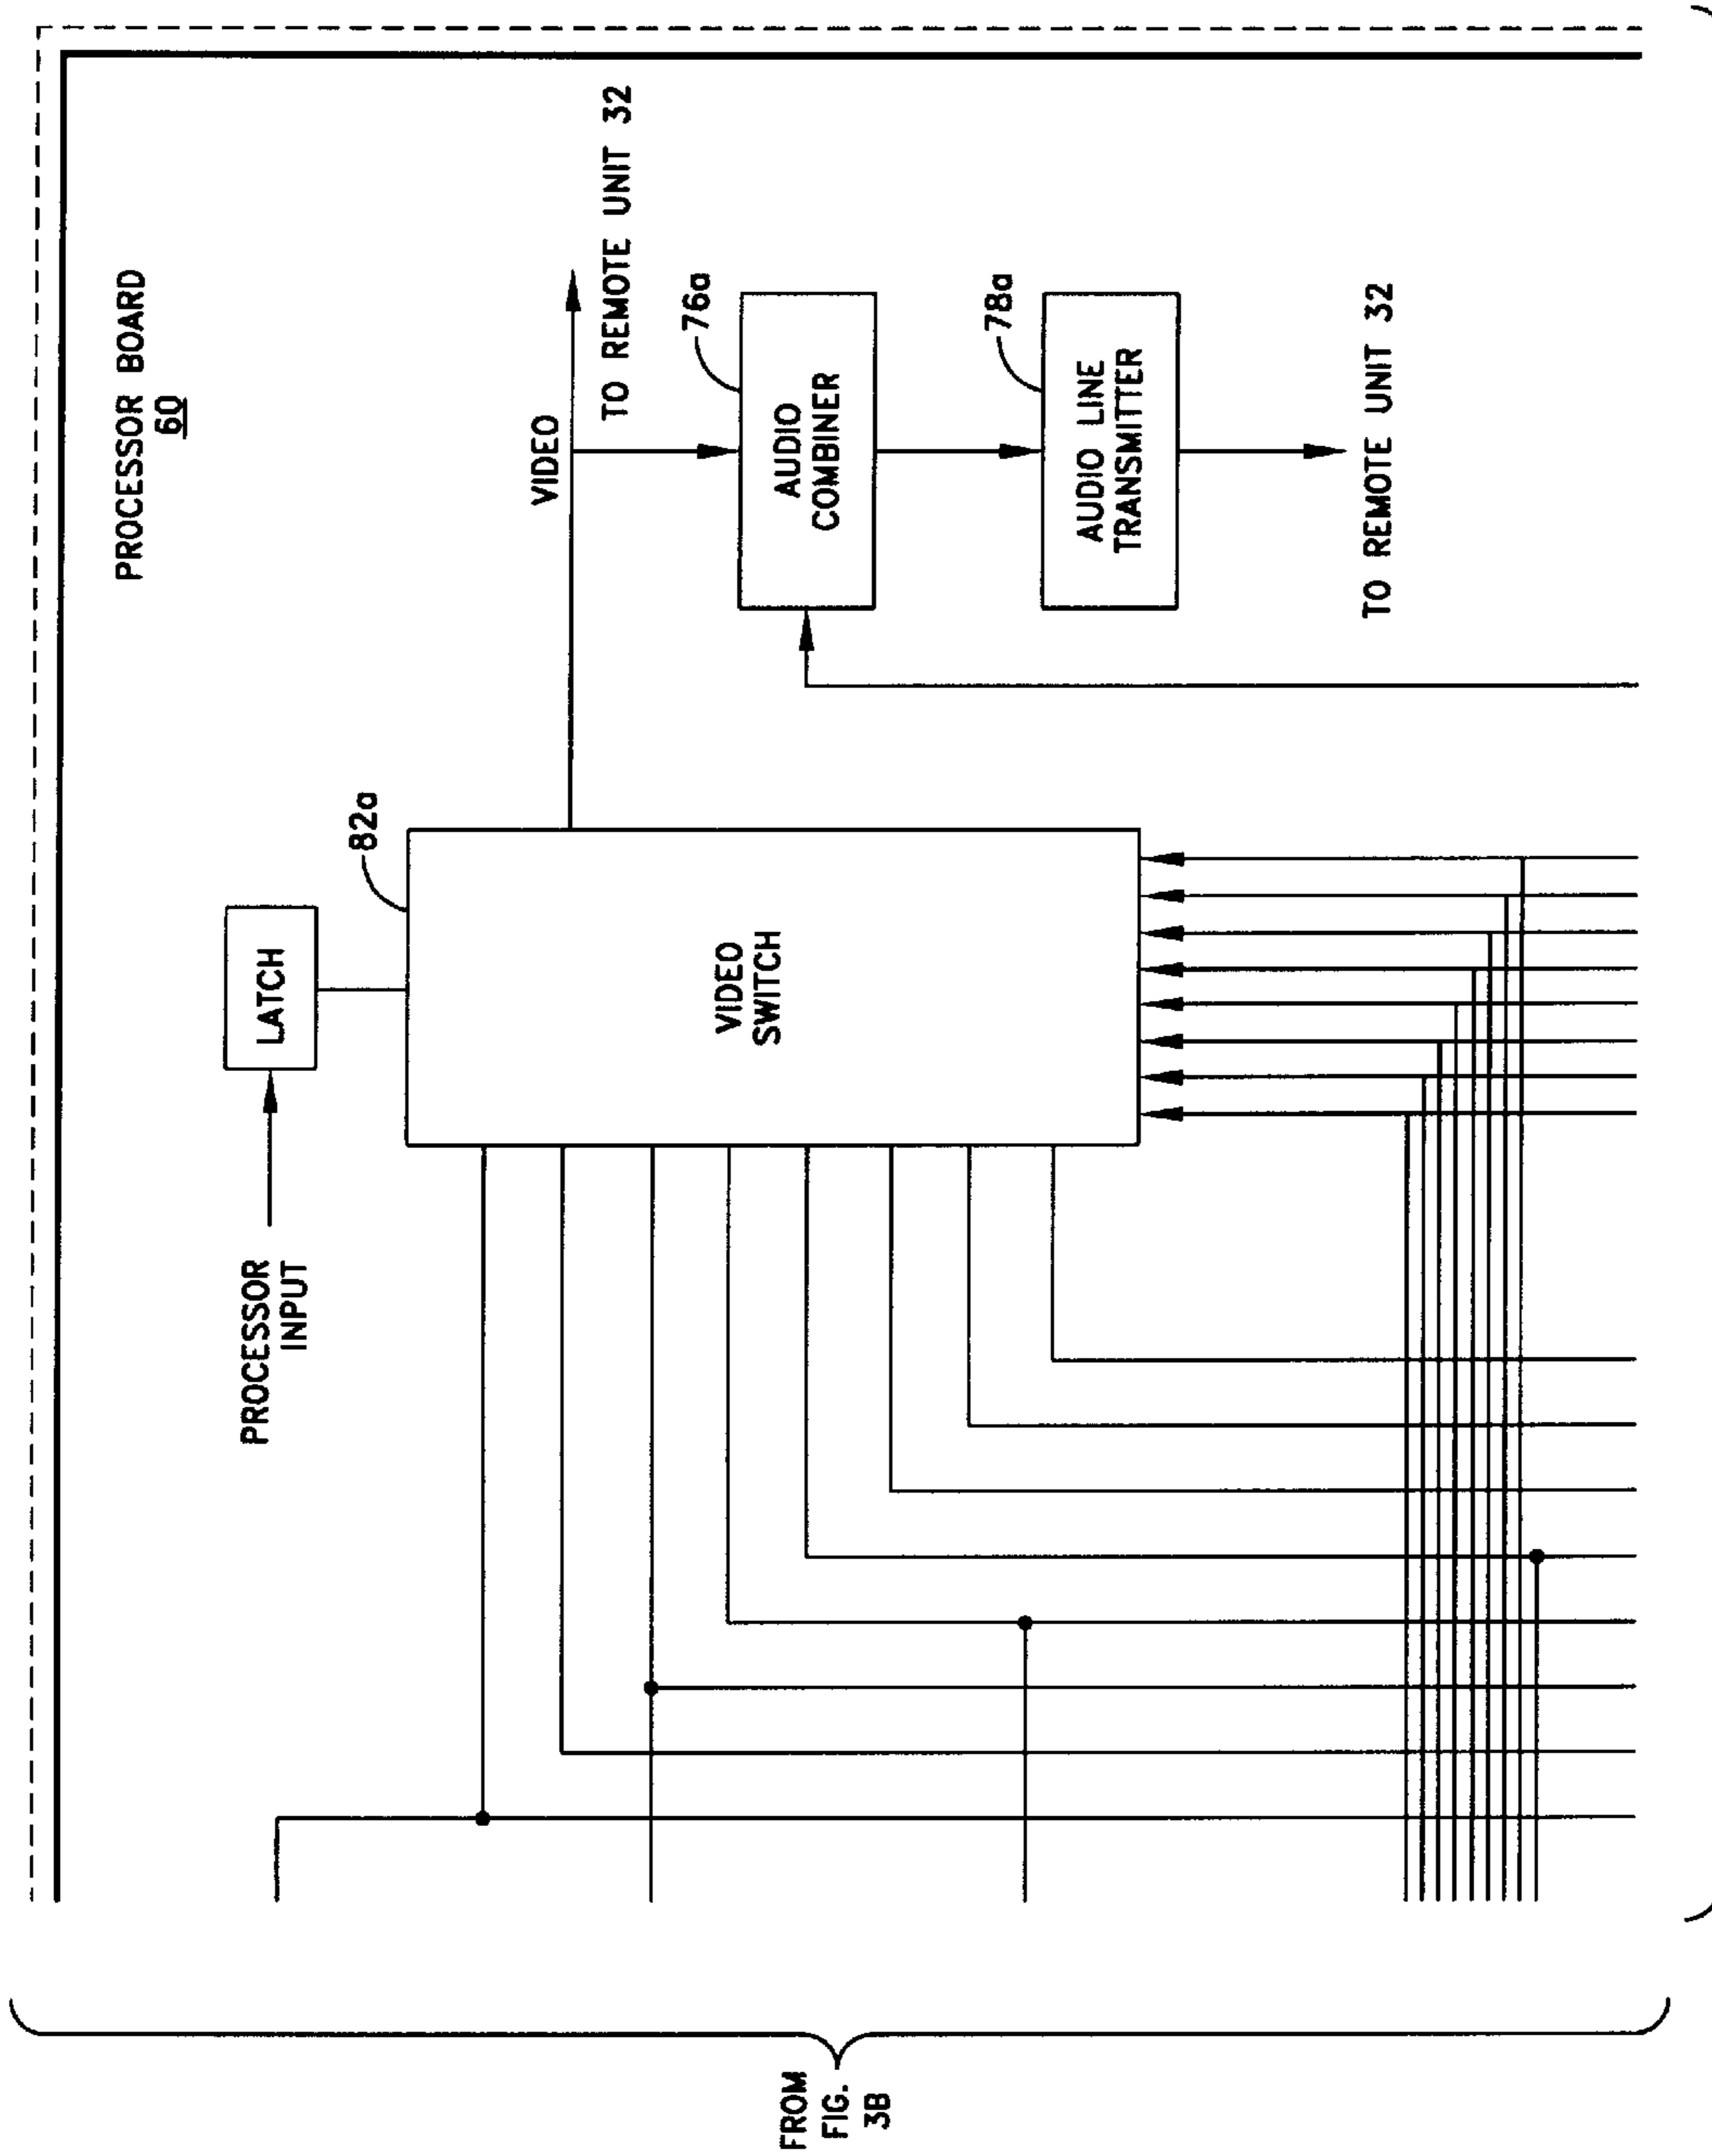 PROCESSOR BOARD
60
PROCESSOR
INPUT
LATCH
82a
VIDEO
SWITCH
VIDEO
TO REMOTE UNIT 32
76a
AUDIO
COMBINER
78a
AUDIO LINE
TRANSMITTER
TO REMOTE UNIT 32
FROM
FIG.
3B